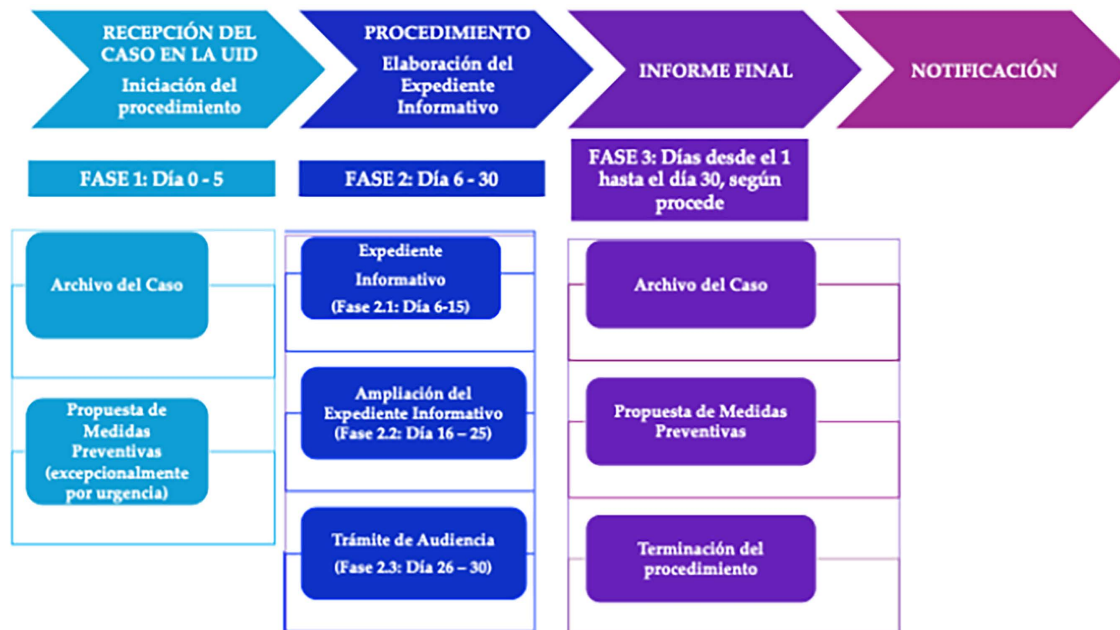 RECEPCIÓN DEL
CASO EN LA UID
Iniciación del
procedimiento
PROCEDIMIENTO
Elaboración del
Expediente
Informativo
INFORME FINAL
NOTIFICACIÓN
FASE 1: Día 0 - 5
FASE 2: Día 6 - 30
FASE 3: Días desde el 1
hasta el día 30, según
procede
Archivo del Caso
Propuesta de
Medidas
Preventivas
(excepcionalmente
por urgencia)
Expediente
Informativo
(Fase 2.1: Día 6-15)
Ampliación del
Expediente Informativo
(Fase 2.2: Día 16 – 25)
Trámite de Audiencia
(Fase 2.3: Día 26 – 30)
Archivo del Caso
Propuesta de Medidas
Preventivas
Terminación del
procedimiento